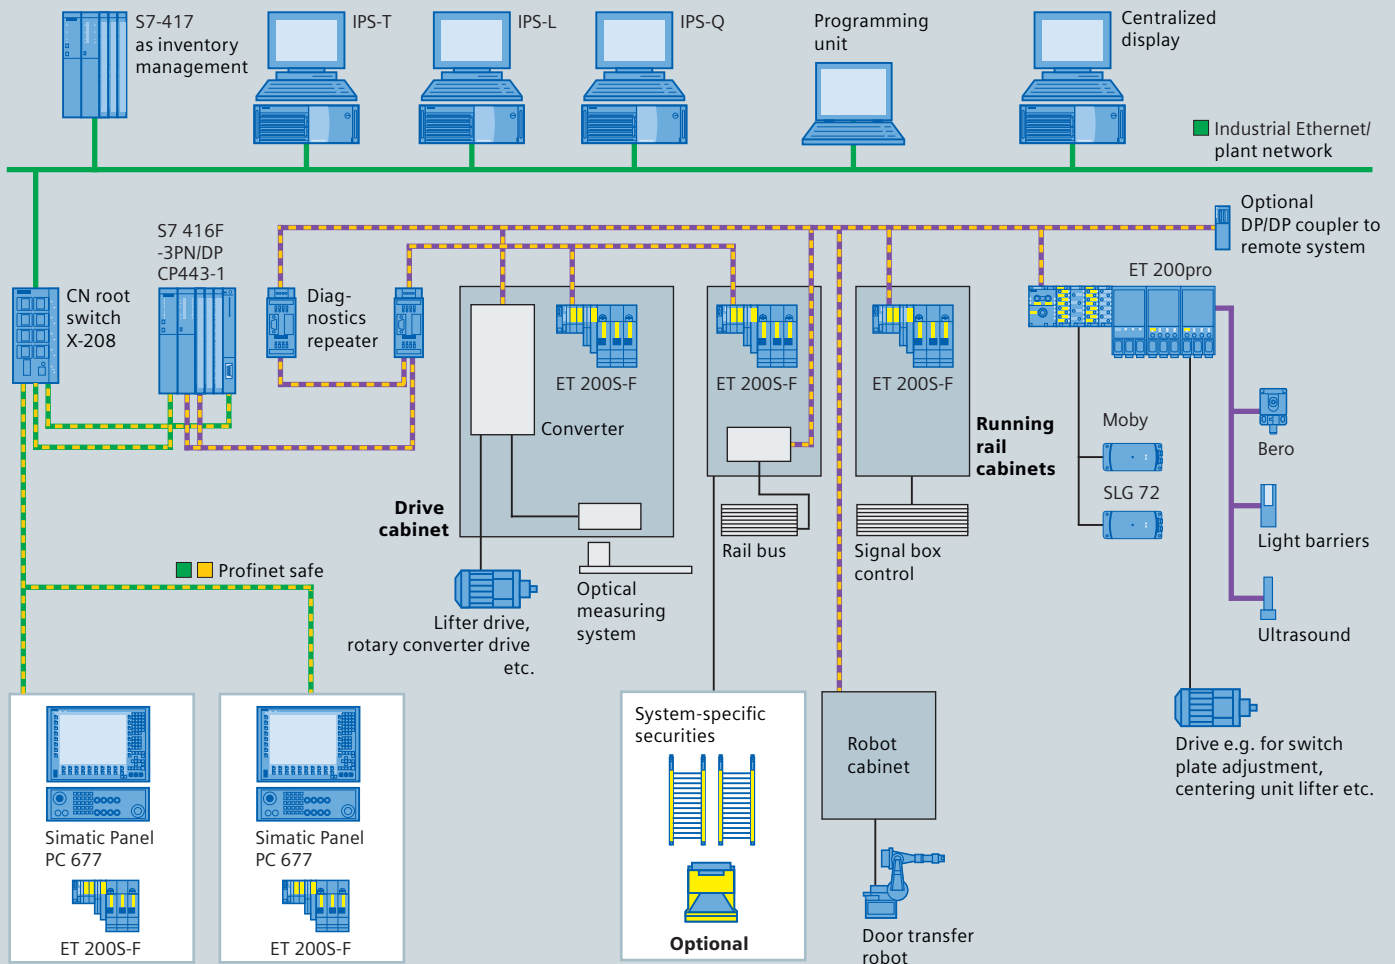 S7-417
as inventory
management
IPS-T
IPS-L
IPS-Q
Programming
unit
Centralized
display
Industrial Ethernet/
plant network
Optional
DP/DP coupler to
remote system
S7 416F
-3PN/DP
CP443-1
CN root
switch
X-208
Diag-
nostics
repeater
ET 200S-F
ET 200S-F
ET 200S-F
ET 200pro
Converter
Drive
cabinet
Running
rail
cabinets
Moby
SLG 72
Bero
Light barriers
Ultrasound
Rail bus
Signal box
control
Optical
measuring
system
Profinet safe
Lifter drive,
rotary converter drive
etc.
Simatic Panel
PC 677
ET 200S-F
Simatic Panel
PC 677
ET 200S-F
System-specific
securities
Optional
Robot
cabinet
Door transfer
robot
Drive e.g. for switch
plate adjustment,
centering unit lifter etc.